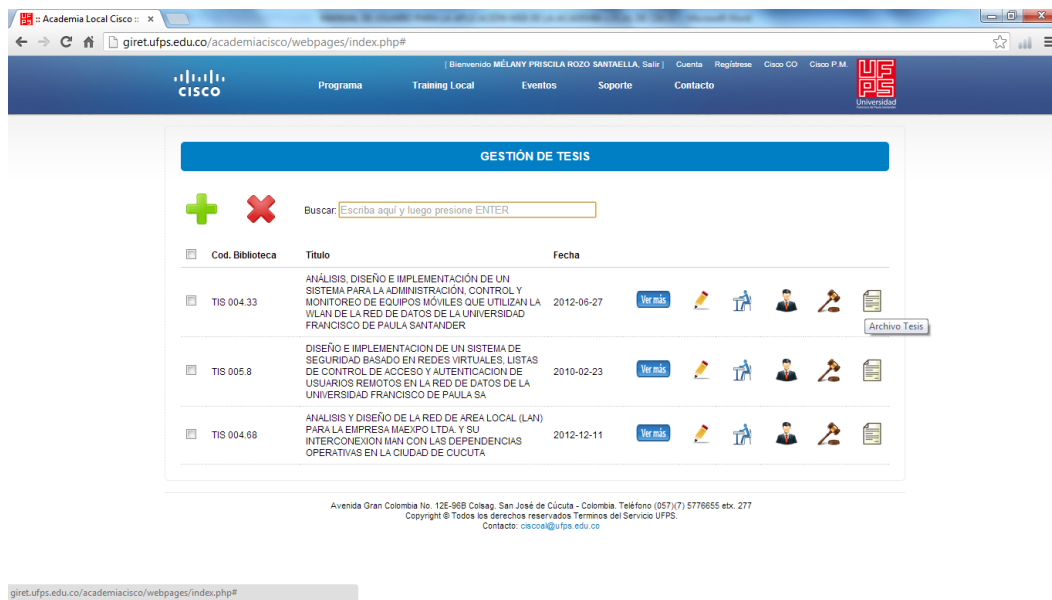 :: Academia Local Cisco ::
giret.ufps.edu.co/academiacisco/webpages/index.php#
[ Bienvenido MÉLANY PRISCILA ROZO SANTAELLA, Salir ] Cuenta Regístrese Cisco CO Cisco P.M.
CISCO
Programa Training Local Eventos Soporte Contacto
UFPS
Universidad
GESTIÓN DE TESIS
Buscar: Escriba aquí y luego presione ENTER
Cod. Biblioteca Titulo Fecha
ANÁLISIS, DISEÑO E IMPLEMENTACIÓN DE UN
SISTEMA PARA LA ADMINISTRACIÓN, CONTROL Y
TIS 004.33 MONITOREO DE EQUIPOS MÓVILES QUE UTILIZAN LA 2012-06-27 Ver más
WLAN DE LA RED DE DATOS DE LA UNIVERSIDAD
FRANCISCO DE PAULA SANTANDER
Archivo Tesis
DISEÑO E IMPLEMENTACION DE UN SISTEMA DE
SEGURIDAD BASADO EN REDES VIRTUALES, LISTAS
TIS 005.8 DE CONTROL DE ACCESO Y AUTENTICACION DE 2010-02-23 Ver más
USUARIOS REMOTOS EN LA RED DE DATOS DE LA
UNIVERSIDAD FRANCISCO DE PAULA SA
ANALISIS Y DISEÑO DE LA RED DE AREA LOCAL (LAN)
PARA LA EMPRESA MAEXPO LTDA. Y SU
TIS 004.68 INTERCONEXION MAN CON LAS DEPENDENCIAS 2012-12-11 Ver más
OPERATIVAS EN LA CIUDAD DE CUCUTA
Avenida Gran Colombia No. 12E-96B Colsag. San José de Cúcuta - Colombia. Teléfono (057)(7) 5776655 etx. 277
Copyright © Todos los derechos reservados Terminos del Servicio UFPS.
Contacto: ciscoal@ufps.edu.co
giret.ufps.edu.co/academiacisco/webpages/index.php#